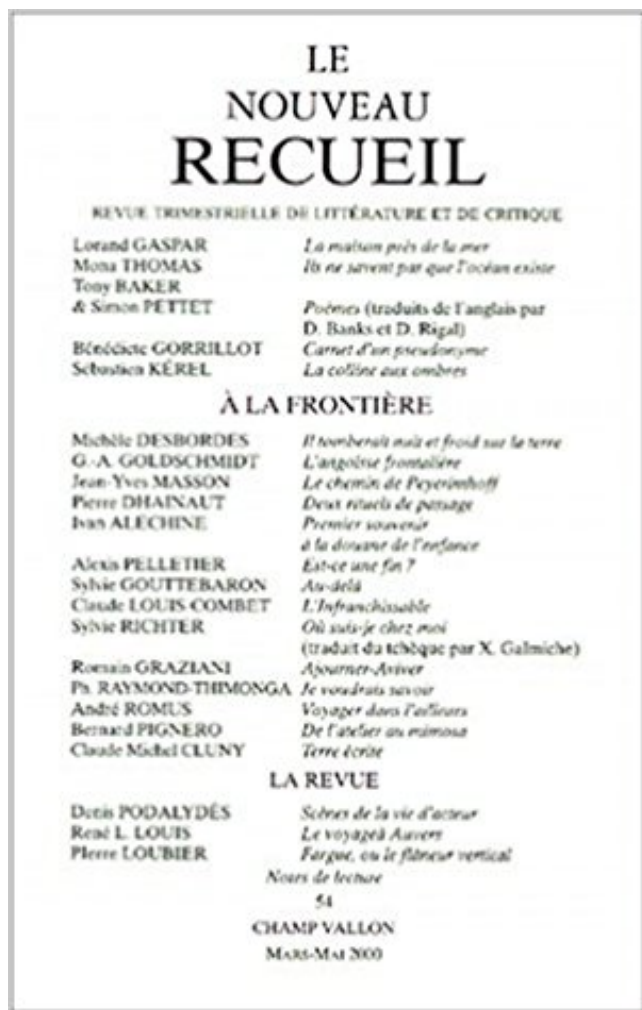 LE
NOUVEAU
RECUEIL
REVUE TRIMESTRIELLE DE LITTÉRATURE ET DE CRITIQUE
Lorand GASPAR La maison près de la mer
Mona THOMAS Ils ne savent pas que l'océan existe
Tony BAKER
& Simon PETTET Poèmes (traduits de l'anglais par
D. Banks et D. Rigal)
Bénédicte GORRILLOT Carnet d'un pseudonyme
Sébastien KÉREL La colline aux ombres
À LA FRONTIÈRE
Michèle DESBORDES Il tomberait nuit et froid sur la terre
G.-A. GOLDSCHMIDT L'angoisse frontalière
Jean-Yves MASSON Le chemin de Peyerimhoff
Pierre DHAINAUT Deux rituels de passage
Ivan ALECHINE Premier souvenir
à la douane de l'enfance
Alexis PELLETIER Est-ce une fin ?
Sylvie GOUTTEBARON Au-delà
Claude LOUIS-COMBET L'Infranchissable
Sylvie RICHTER Où suis-je chez moi
(traduit du tchèque par X. Galmiche)
Romain GRAZIANI Ajourner-Aviver
Ph. RAYMOND-THIMONGA Je voudrais savoir
André ROMUS Voyager dans l'ailleurs
Bernard PIGNERO De l'atelier au mimosa
Claude Michel CLUNY Terre écrite
LA REVUE
Denis PODALYDÈS Scènes de la vie d'acteur
René L. LOUIS Le voyage à Auvers
Pierre LOUBIER Fargue, ou le flâneur vertical
Notes de lecture
54
CHAMP VALLON
MARS-MAI 2000